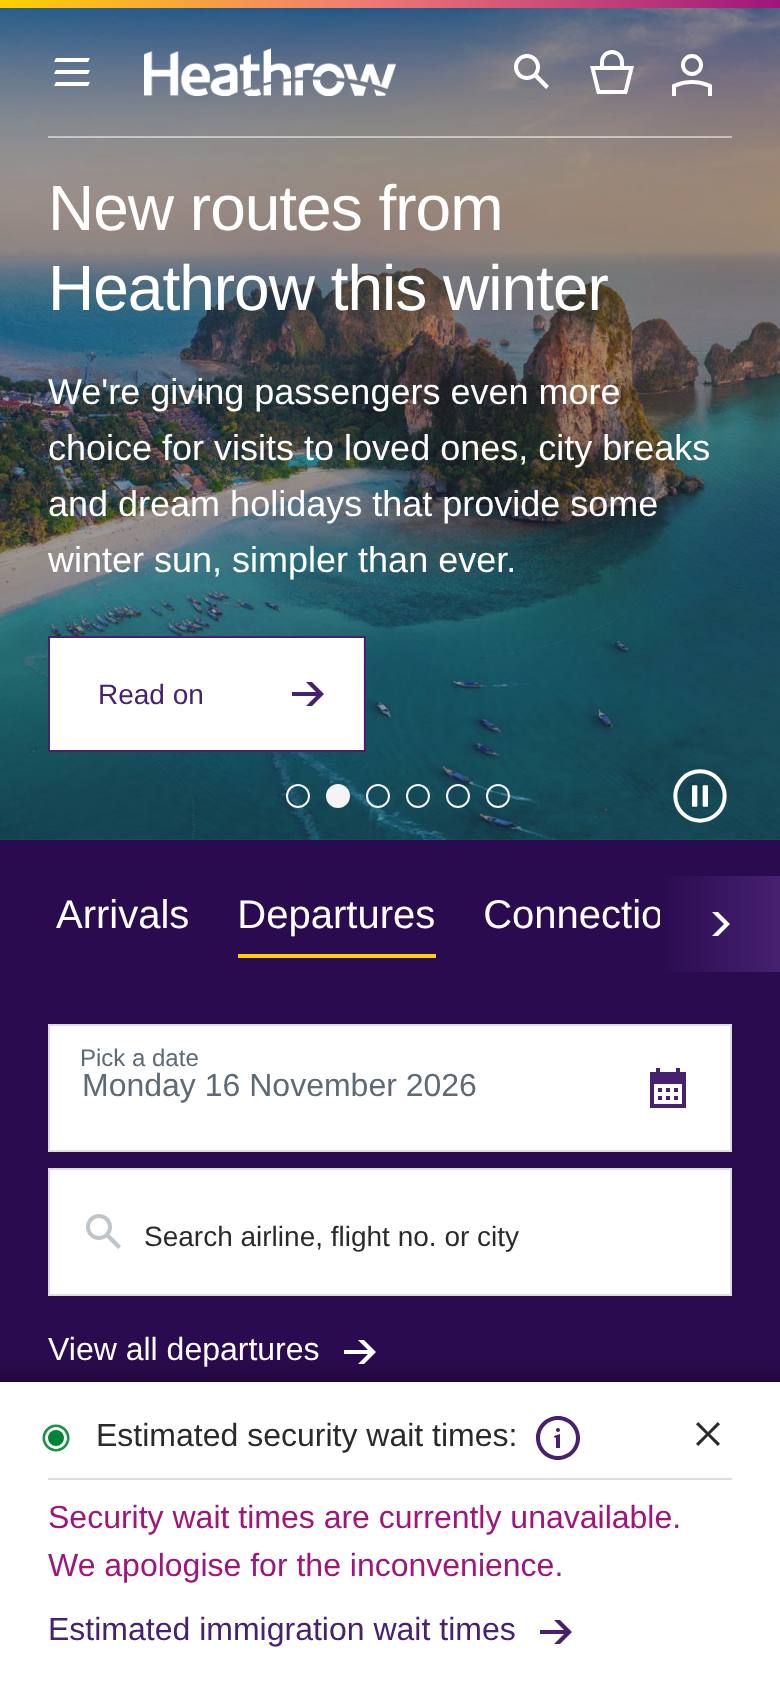 Heathrow
New routes from
Heathrow this winter
We're giving passengers even more
choice for visits to loved ones, city breaks
and dream holidays that provide some
winter sun, simpler than ever.
Read on
Arrivals Departures Connectio
Pick a date
Monday 16 November 2026
Search airline, flight no. or city
View all departures
Estimated security wait times:
Security wait times are currently unavailable.
We apologise for the inconvenience.
Estimated immigration wait times